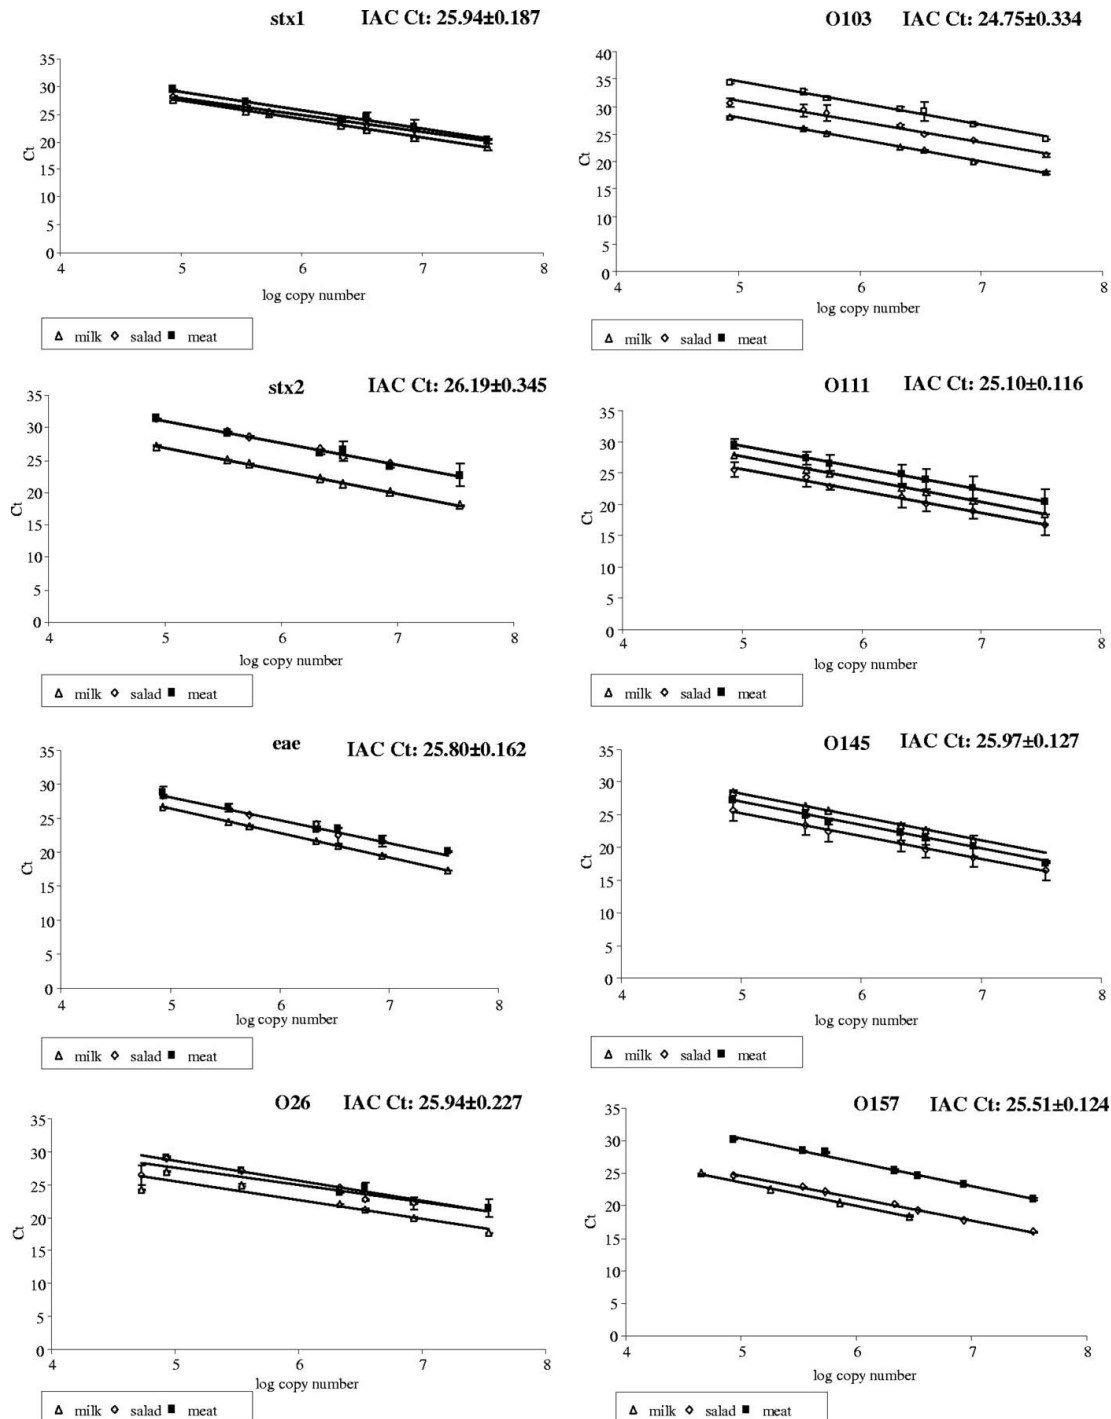 stx1 IAC Ct: 25.94±0.187
35
30
25
20
15
10
5
0
Ct
4 5 6 7 8
log copy number
milk salad meat
O103 IAC Ct: 24.75±0.334
40
35
30
25
20
15
10
5
0
Ct
4 5 6 7 8
log copy number
milk salad meat
stx2 IAC Ct: 26.19±0.345
35
30
25
20
15
10
5
0
Ct
4 5 6 7 8
log copy number
milk salad meat
O111 IAC Ct: 25.10±0.116
35
30
25
20
15
10
5
0
Ct
4 5 6 7 8
log copy number
milk salad meat
eae IAC Ct: 25.80±0.162
35
30
25
20
15
10
5
0
Ct
4 5 6 7 8
log copy number
milk salad meat
O145 IAC Ct: 25.97±0.127
35
30
25
20
15
10
5
0
Ct
4 5 6 7 8
log copy number
milk salad meat
O26 IAC Ct: 25.94±0.227
35
30
25
20
15
10
5
0
Ct
4 5 6 7 8
log copy number
milk salad meat
O157 IAC Ct: 25.51±0.124
35
30
25
20
15
10
5
0
Ct
4 5 6 7 8
log copy number
milk salad meat